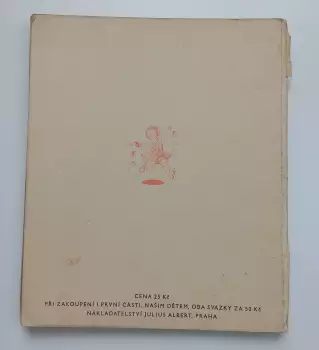 CENA 25 Kč
PŘI ZAKOUPENÍ I PRVNÍ ČÁSTI, NAŠIM DĚTEM, OBA SVAZKY ZA 50 Kč
NAKLADATELSTVÍ JULIUS ALBERT, PRAHA